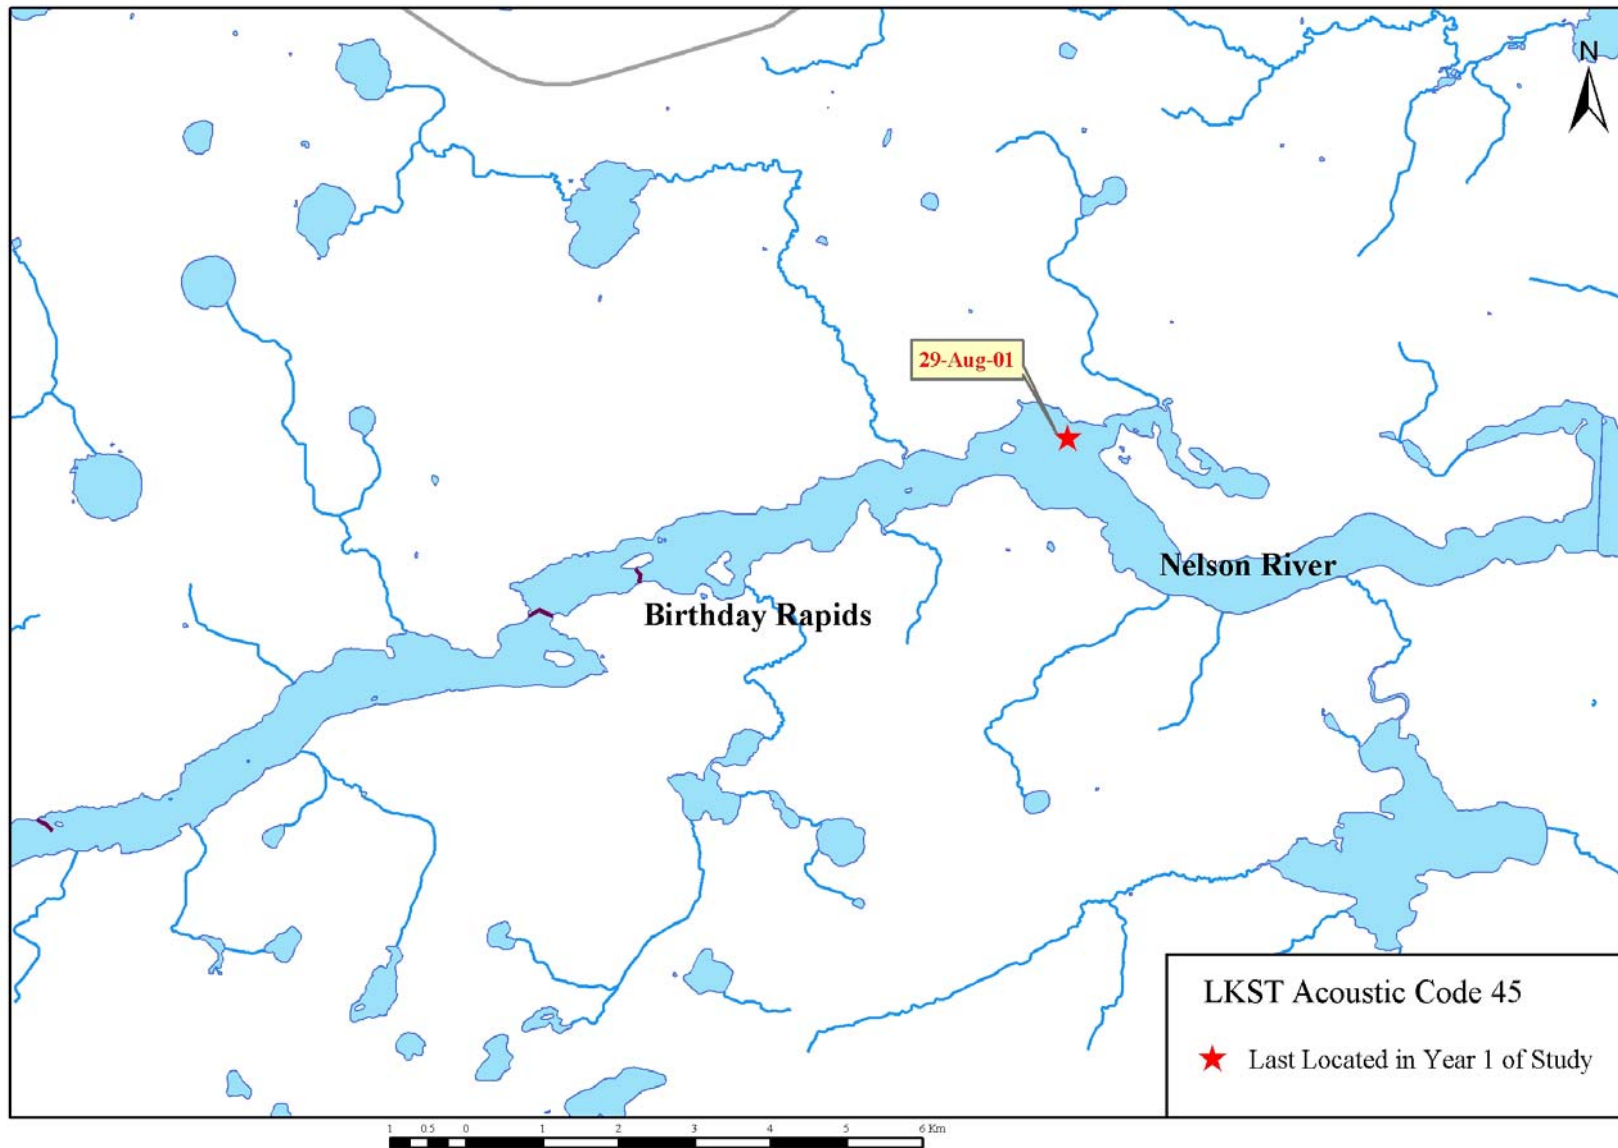 N
29-Aug-01
Nelson River
Birthday Rapids
LKST Acoustic Code 45
Last Located in Year 1 of Study
1 0.5 0 1 2 3 4 5 6 Km